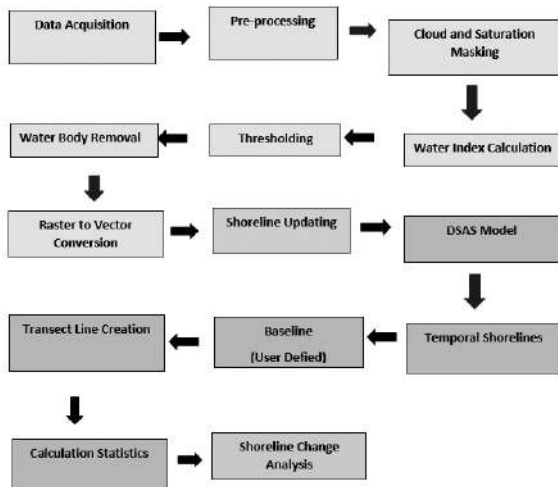 Data Acquisition
Pre-processing
Cloud and Saturation
Masking
Water Index Calculation
Thresholding
Water Body Removal
Raster to Vector
Conversion
Shoreline Updating
DSAS Model
Temporal Shorelines
Baseline
(User Defied)
Transect Line Creation
Calculation Statistics
Shoreline Change
Analysis